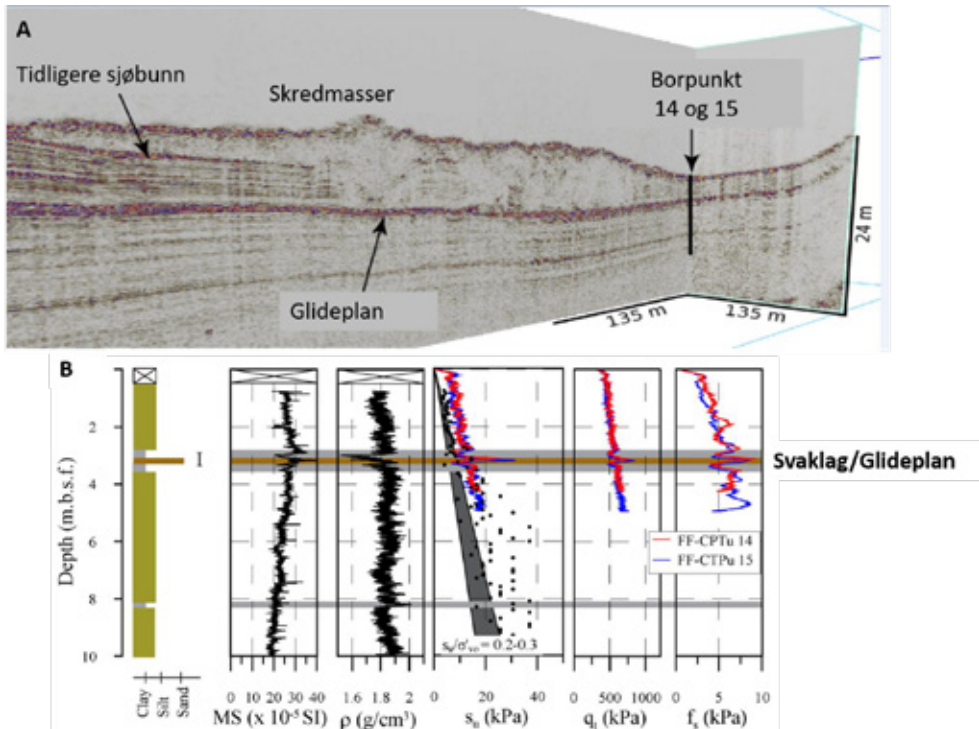 A
Tidligere sjøbunn
Skredmasser
Borpunkt
14 og 15
Glideplan
24 m
135 m
135 m
B
Depth (m.b.s.f.)
2
4
6
8
10
I
Svaklag/Glideplan
FF-CPTu 14
FF-CTPu 15
sᵤ/σ'ᵥₒ = 0.2-0.3
Clay
Silt
Sand
0 10 20 30 40
MS (x 10⁻⁵ SI)
1.6 1.8 2
ρ (g/cm³)
0 20 40
sᵤ (kPa)
0 500 1000
qₜ (kPa)
0 5 10
fₛ (kPa)